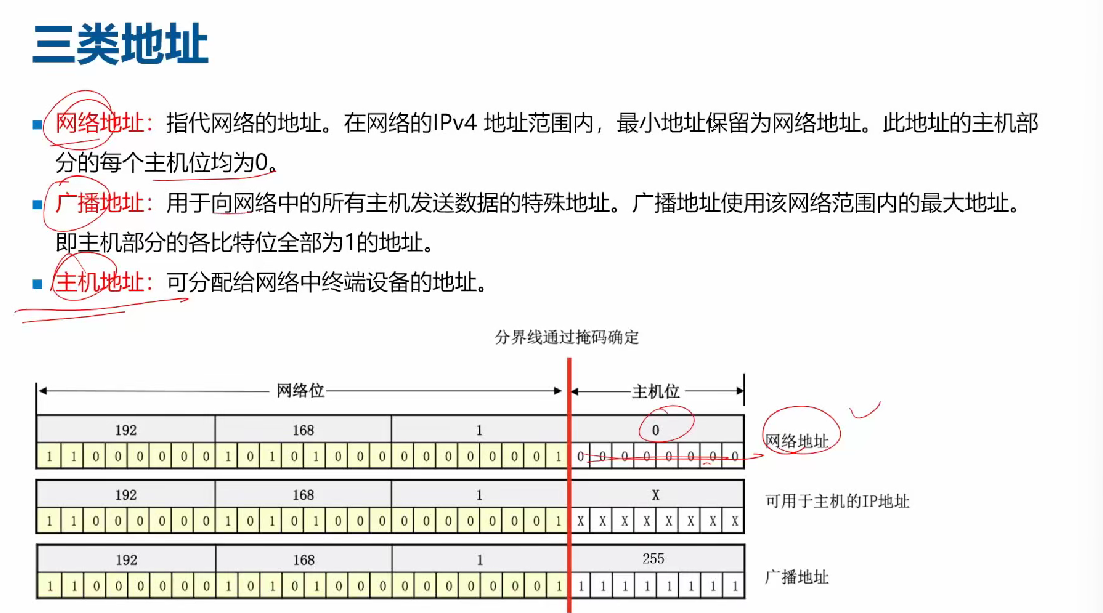 三类地址
网络地址：指代网络的地址。在网络的IPv4 地址范围内，最小地址保留为网络地址。此地址的主机部
分的每个主机位均为0。
广播地址：用于向网络中的所有主机发送数据的特殊地址。广播地址使用该网络范围内的最大地址。
即主机部分的各比特位全部为1的地址。
主机地址：可分配给网络中终端设备的地址。
分界线通过掩码确定
网络位 主机位
192 168 1 0
网络地址
1 1 0 0 0 0 0 0 1 0 1 0 1 0 0 0 0 0 0 0 0 0 0 1 0 0 0 0 0 0 0 0
192 168 1 X
可用于主机的IP地址
1 1 0 0 0 0 0 0 1 0 1 0 1 0 0 0 0 0 0 0 0 0 0 1 X X X X X X X X
192 168 1 255
广播地址
1 1 0 0 0 0 0 0 1 0 1 0 1 0 0 0 0 0 0 0 0 0 0 1 1 1 1 1 1 1 1 1